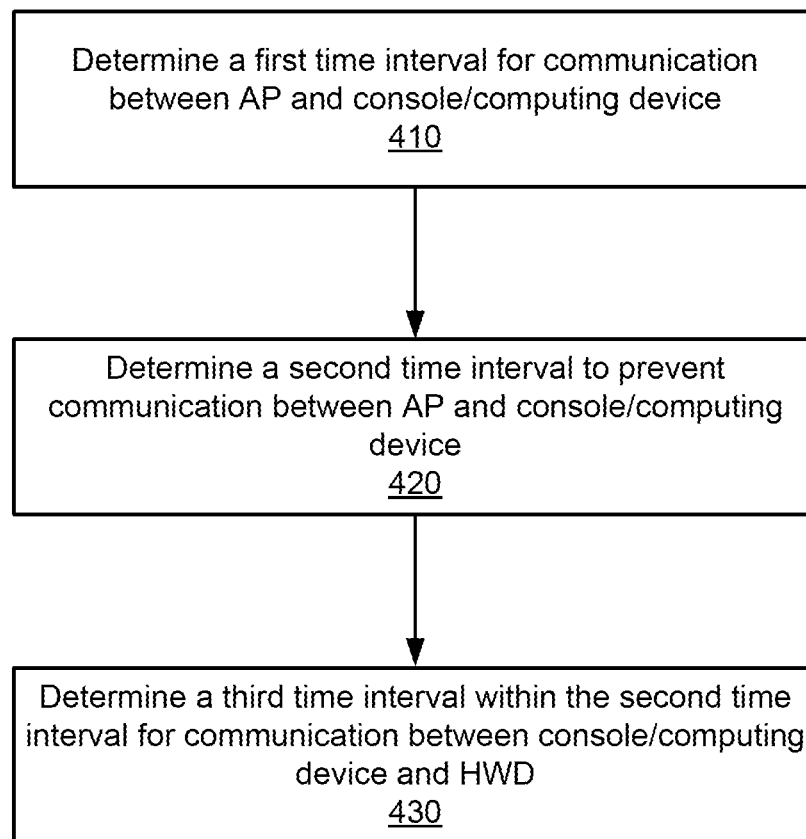 Determine a first time interval for communication
between AP and console/computing device
410
Determine a second time interval to prevent
communication between AP and console/computing
device
420
Determine a third time interval within the second time
interval for communication between console/computing
device and HWD
430